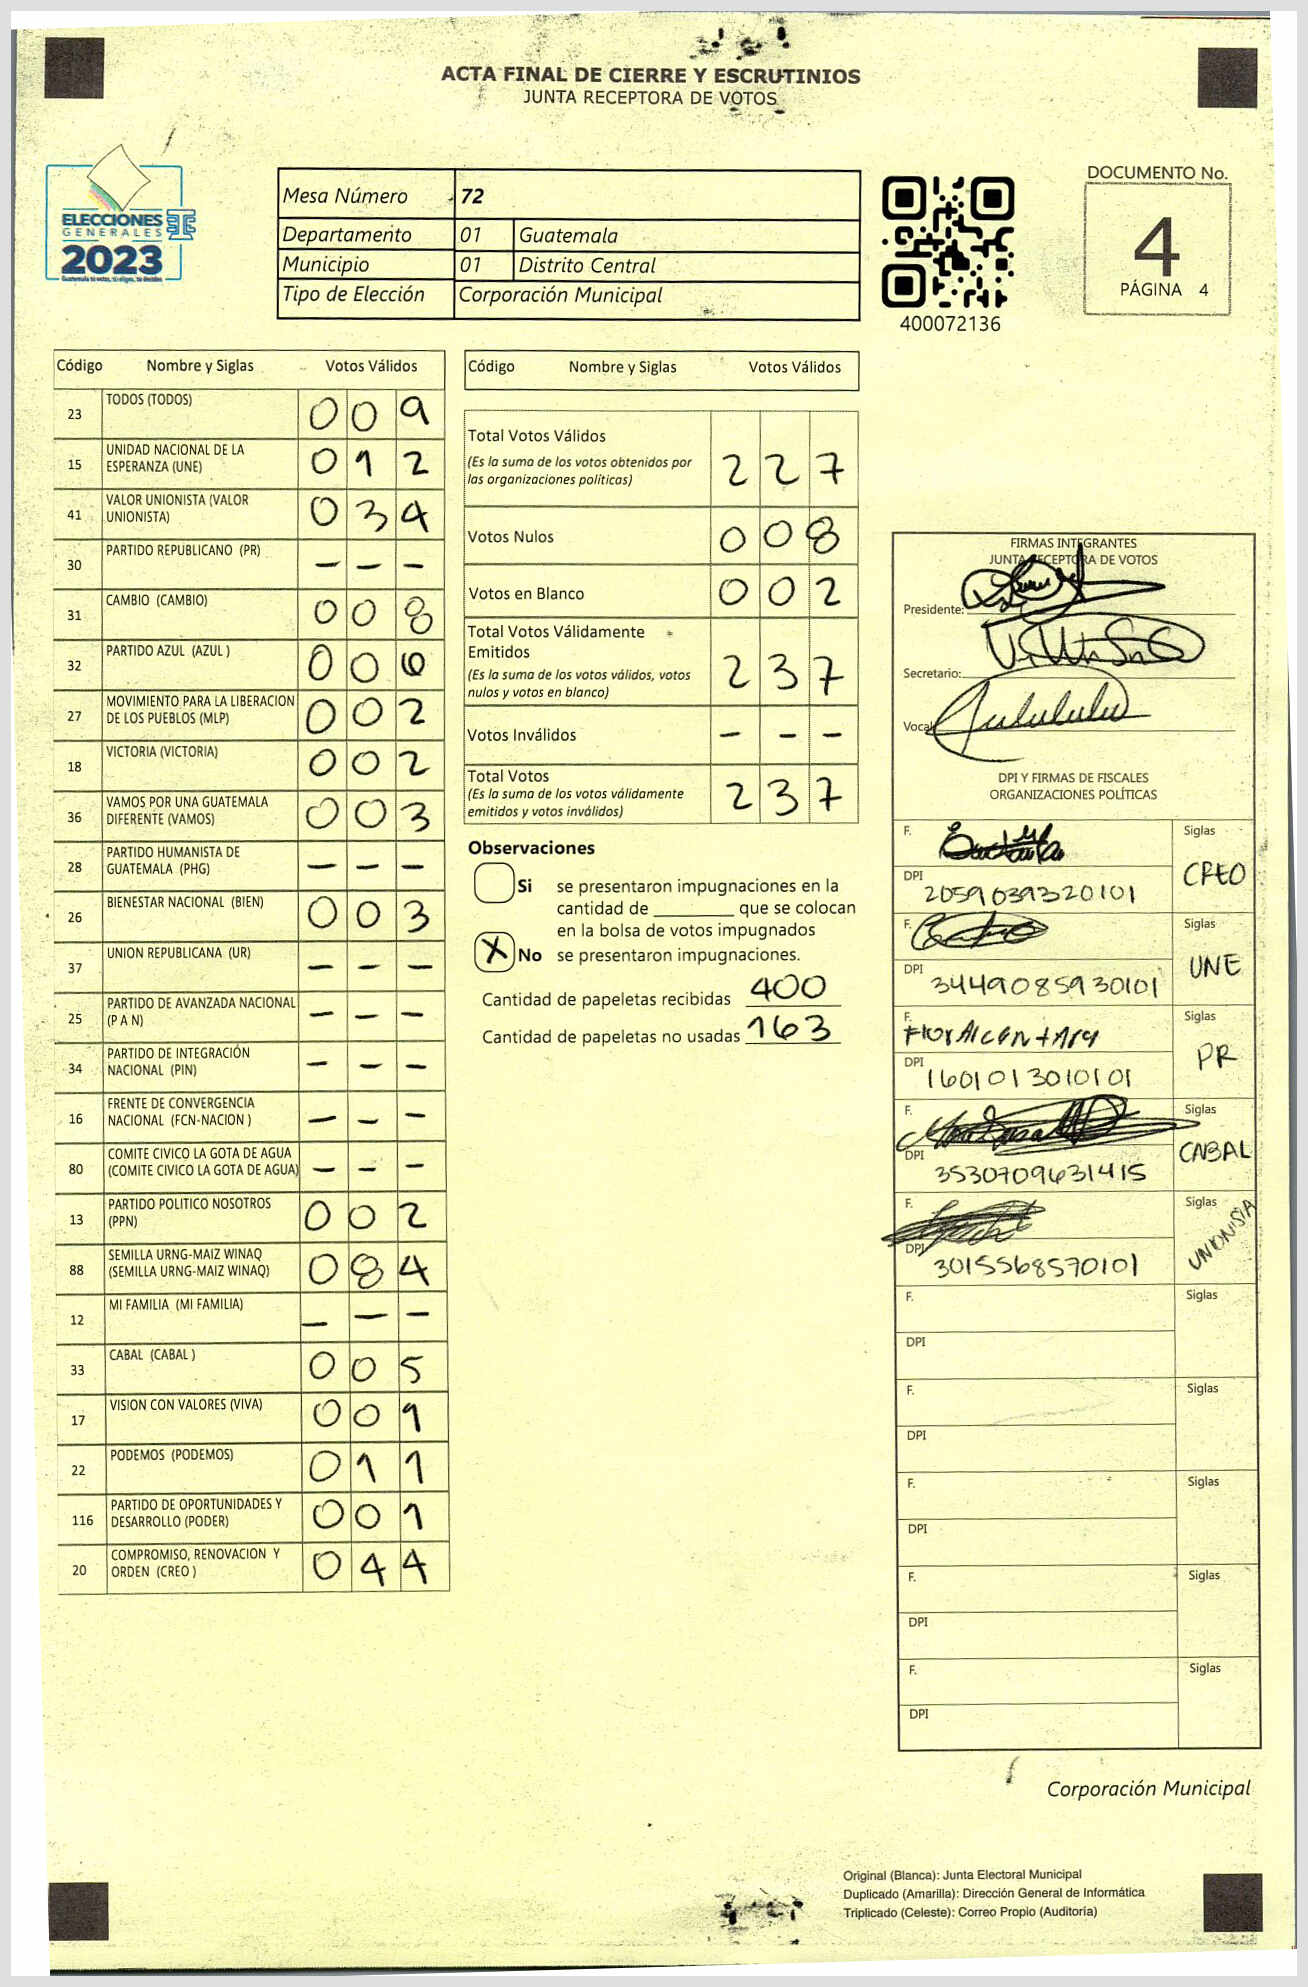 ACTA FINAL DE CIERRE Y ESCRUTINIOS
JUNTA RECEPTORA DE VOTOS
ELECCIONES
GENERALES
2023
Guatemala tú votas, tú eliges, tú decides
Mesa Número 72
Departamento 01 Guatemala
Municipio 01 Distrito Central
Tipo de Elección Corporación Municipal
400072136
DOCUMENTO No.
4
PÁGINA 4
Código Nombre y Siglas Votos Válidos
23 TODOS (TODOS) 0 0 9
15 UNIDAD NACIONAL DE LA
ESPERANZA (UNE) 0 1 2
41 VALOR UNIONISTA (VALOR
UNIONISTA) 0 3 4
30 PARTIDO REPUBLICANO (PR) — — —
31 CAMBIO (CAMBIO) 0 0 8
32 PARTIDO AZUL (AZUL ) 0 0 6
27 MOVIMIENTO PARA LA LIBERACION
DE LOS PUEBLOS (MLP) 0 0 2
18 VICTORIA (VICTORIA) 0 0 2
36 VAMOS POR UNA GUATEMALA
DIFERENTE (VAMOS) 0 0 3
28 PARTIDO HUMANISTA DE
GUATEMALA (PHG) — — —
26 BIENESTAR NACIONAL (BIEN) 0 0 3
37 UNION REPUBLICANA (UR) — — —
25 PARTIDO DE AVANZADA NACIONAL
(P A N) — — —
34 PARTIDO DE INTEGRACIÓN
NACIONAL (PIN) — — —
16 FRENTE DE CONVERGENCIA
NACIONAL (FCN-NACION ) — — —
80 COMITE CIVICO LA GOTA DE AGUA
(COMITE CIVICO LA GOTA DE AGUA) — — —
13 PARTIDO POLITICO NOSOTROS
(PPN) 0 0 2
88 SEMILLA URNG-MAIZ WINAQ
(SEMILLA URNG-MAIZ WINAQ) 0 8 4
12 MI FAMILIA (MI FAMILIA) — — —
33 CABAL (CABAL ) 0 0 5
17 VISION CON VALORES (VIVA) 0 0 1
22 PODEMOS (PODEMOS) 0 1 1
116 PARTIDO DE OPORTUNIDADES Y
DESARROLLO (PODER) 0 0 1
20 COMPROMISO, RENOVACION Y
ORDEN (CREO ) 0 4 4
Código Nombre y Siglas Votos Válidos
Total Votos Válidos
(Es la suma de los votos obtenidos por
las organizaciones políticas) 2 2 7
Votos Nulos 0 0 8
Votos en Blanco 0 0 2
Total Votos Válidamente
Emitidos
(Es la suma de los votos válidos, votos
nulos y votos en blanco) 2 3 7
Votos Inválidos — — —
Total Votos
(Es la suma de los votos válidamente
emitidos y votos inválidos) 2 3 7
Observaciones
Si se presentaron impugnaciones en la
cantidad de ________ que se colocan
en la bolsa de votos impugnados
X No se presentaron impugnaciones.
Cantidad de papeletas recibidas 400
Cantidad de papeletas no usadas 163
FIRMAS INTEGRANTES
JUNTA RECEPTORA DE VOTOS
Presidente:
Secretario:
Vocal
DPI Y FIRMAS DE FISCALES
ORGANIZACIONES POLÍTICAS
F. Siglas
CREO
DPI 2059039320101
F. Siglas
UNE
DPI 3449085930101
F. Siglas
PR
DPI 1601013010101
F. Siglas
CABAL
DPI 3530709631415
F. Siglas
UNIONISTA
DPI 3015568570101
F. Siglas
DPI
F. Siglas
DPI
F. Siglas
DPI
F. Siglas
DPI
F. Siglas
DPI
Corporación Municipal
Original (Blanca): Junta Electoral Municipal
Duplicado (Amarilla): Dirección General de Informática
Triplicado (Celeste): Correo Propio (Auditoría)